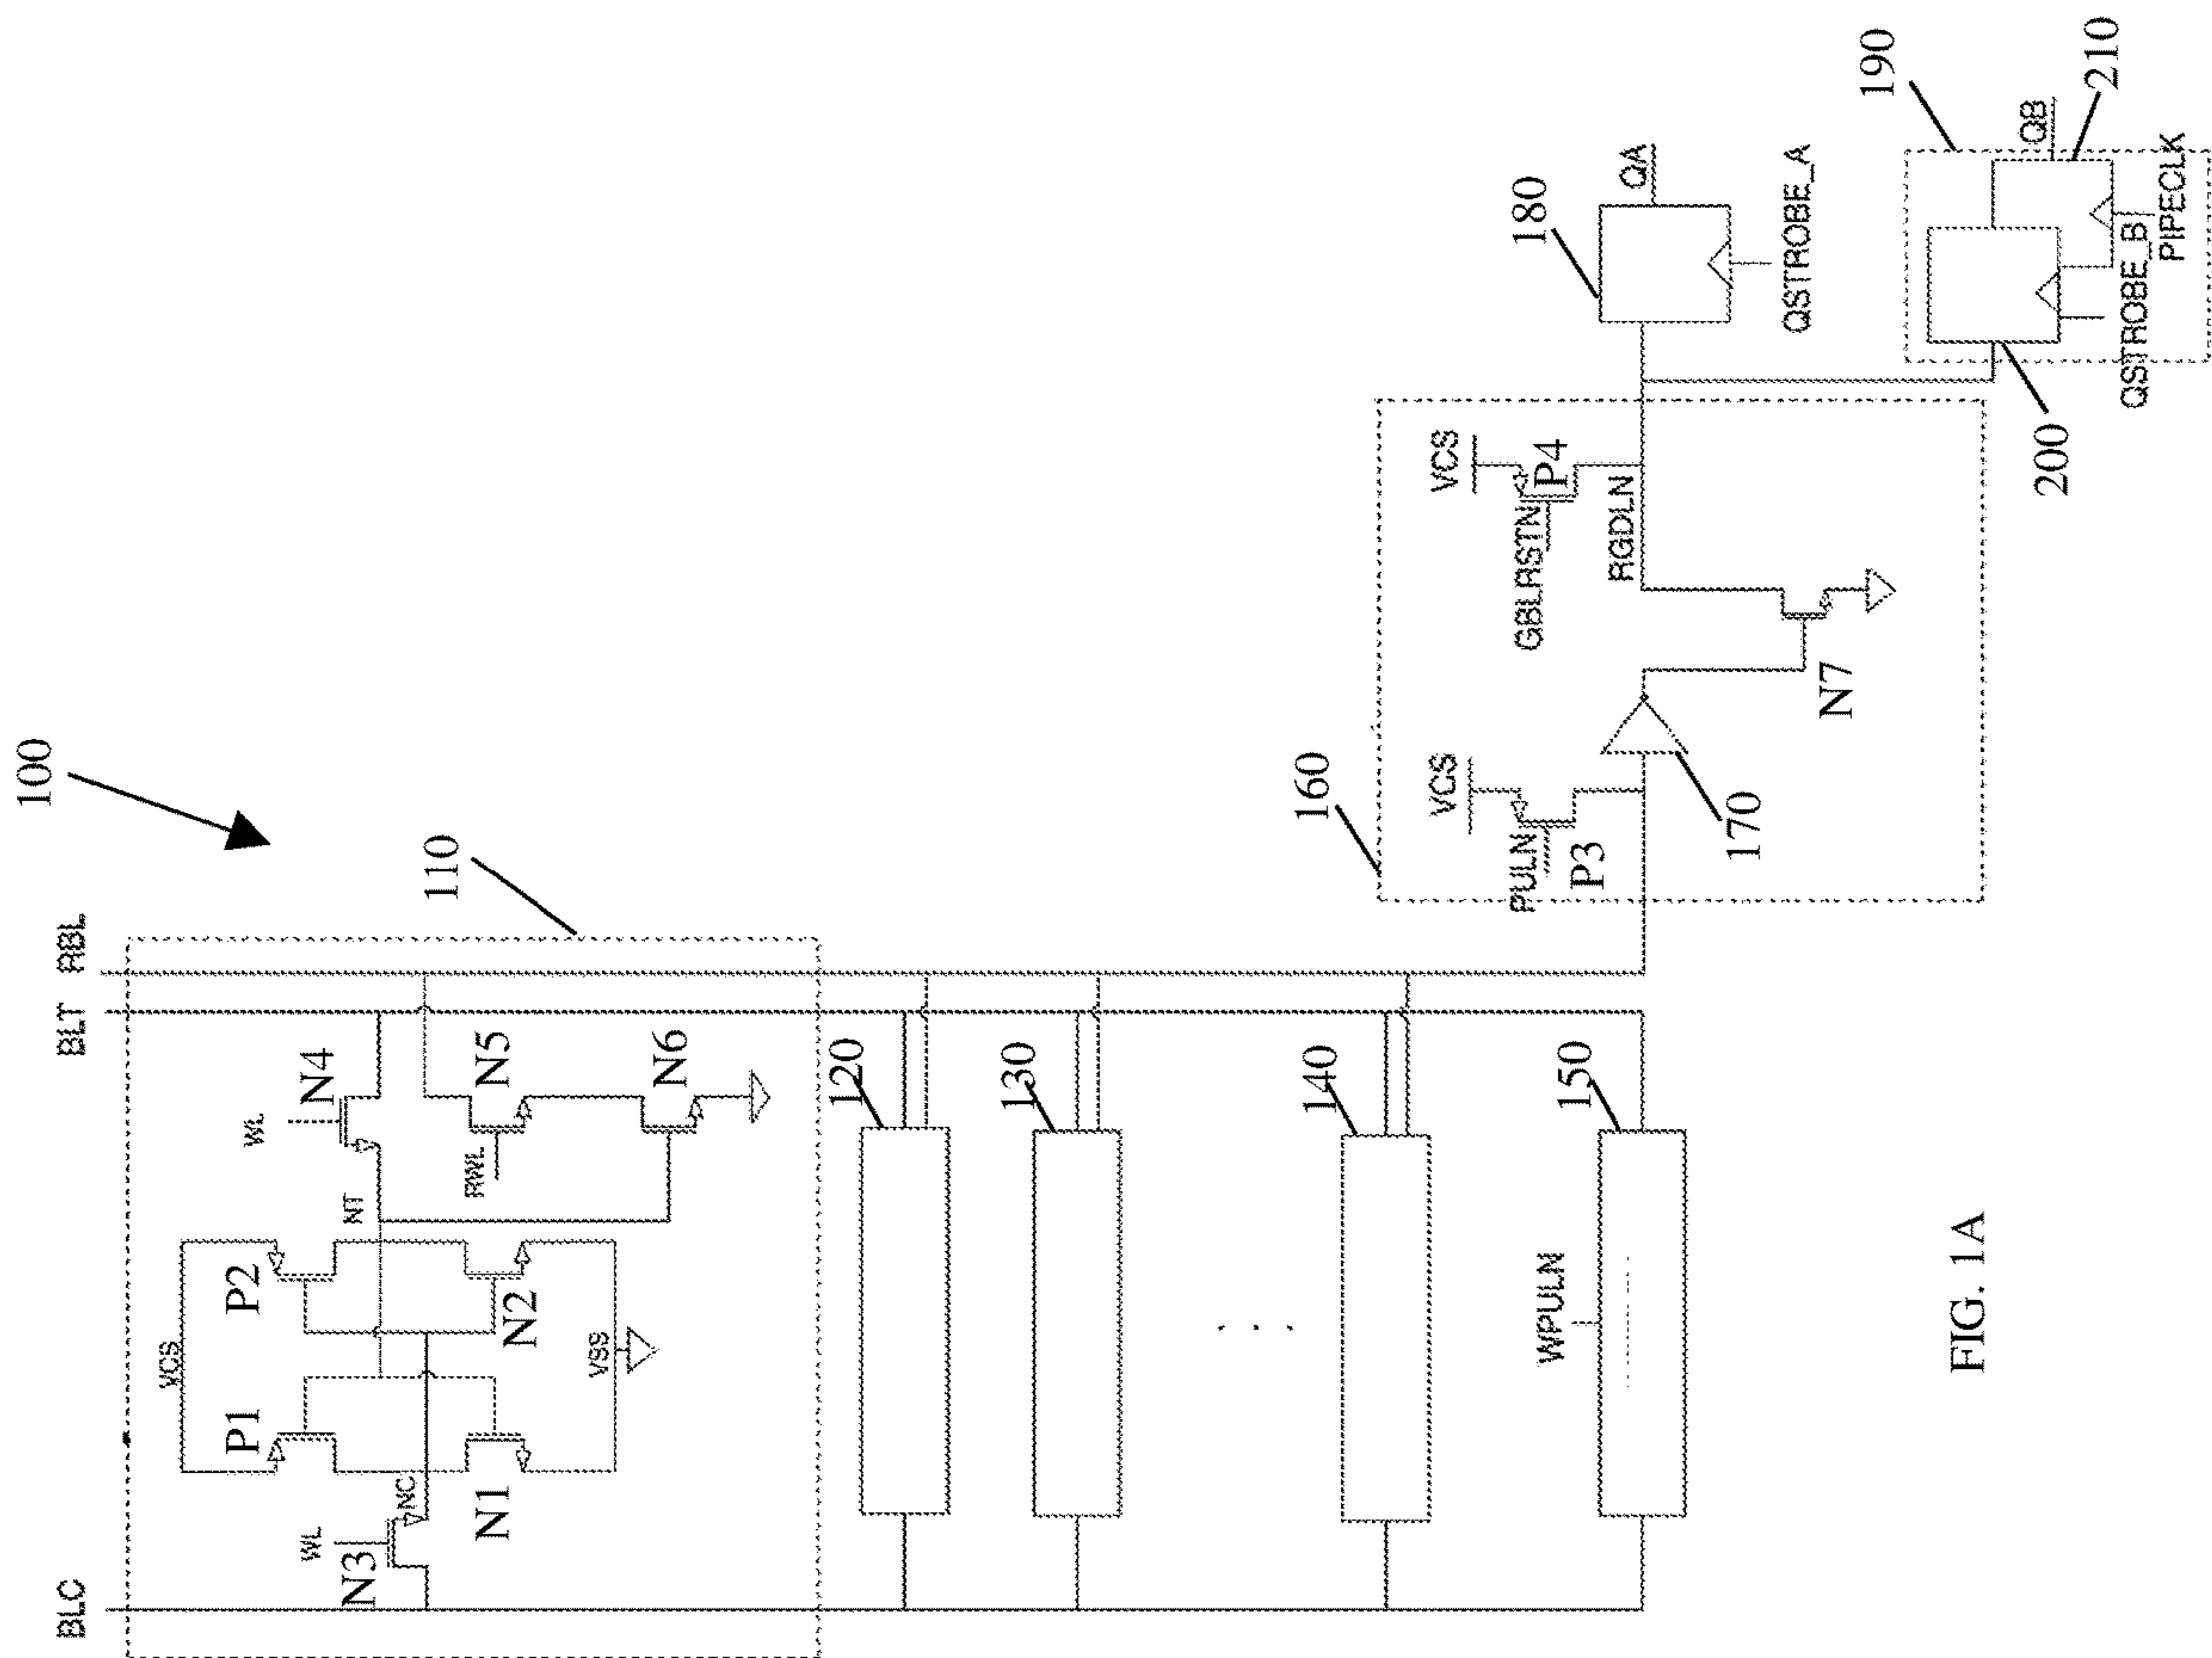 100
BLC
BLT
RBL
110
WL
N3
NC
P1
VCS
P2
N1
N2
VSS
NT
WL
N4
RWL
N5
N6
120
130
140
WPULN
150
160
VCS
PULN
P3
170
N7
VCS
GBLRSTN
P4
RGDLN
180
QA
QSTROBE_A
190
200
QB
210
QSTROBE_B
PIPECLK
FIG. 1A